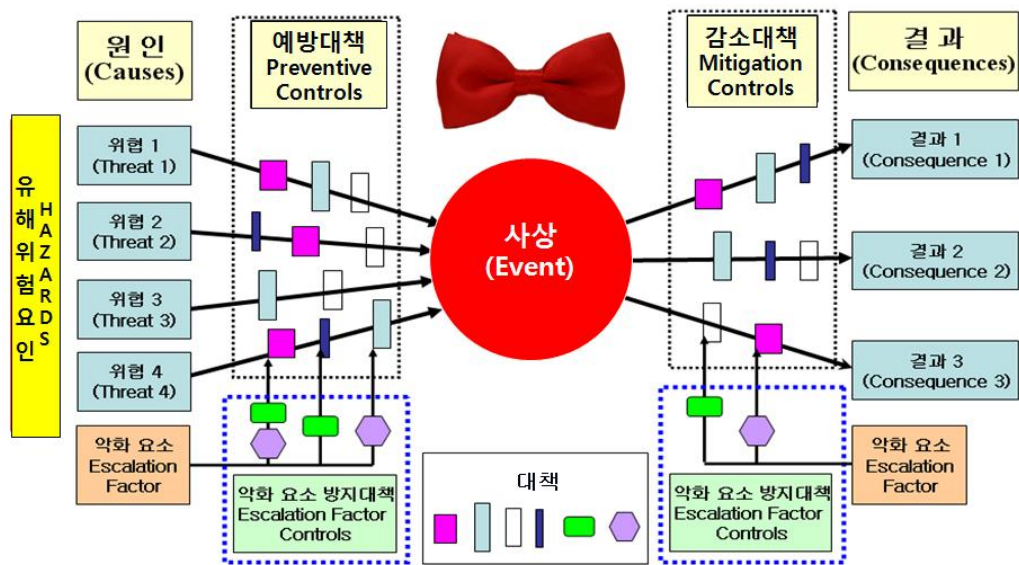 원 인
(Causes)
예방대책
Preventive
Controls
감소대책
Mitigation
Controls
결 과
(Consequences)
유해위험요인
HAZARDS
위협 1
(Threat 1)
위협 2
(Threat 2)
위협 3
(Threat 3)
위협 4
(Threat 4)
사상
(Event)
결과 1
(Consequence 1)
결과 2
(Consequence 2)
결과 3
(Consequence 3)
악화 요소
Escalation
Factor
악화 요소 방지대책
Escalation Factor
Controls
대책
악화 요소 방지대책
Escalation Factor
Controls
악화 요소
Escalation
Factor